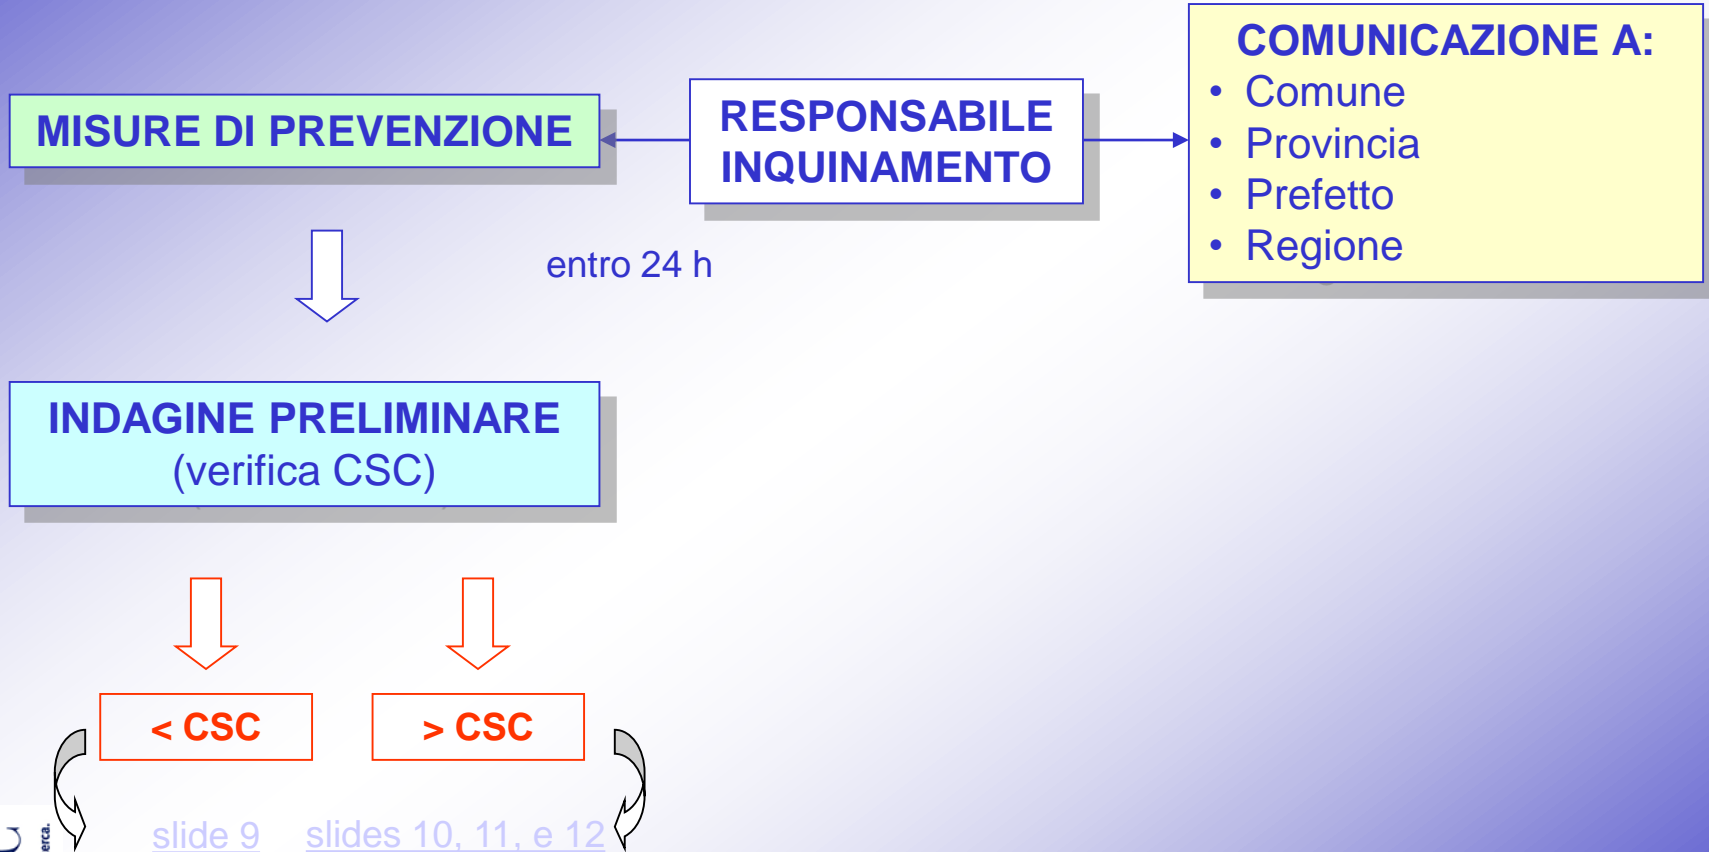 MISURE DI PREVENZIONE
RESPONSABILE
INQUINAMENTO
COMUNICAZIONE A:
• Comune
• Provincia
• Prefetto
• Regione
entro 24 h
INDAGINE PRELIMINARE
(verifica CSC)
< CSC
> CSC
slide 9
slides 10, 11, e 12